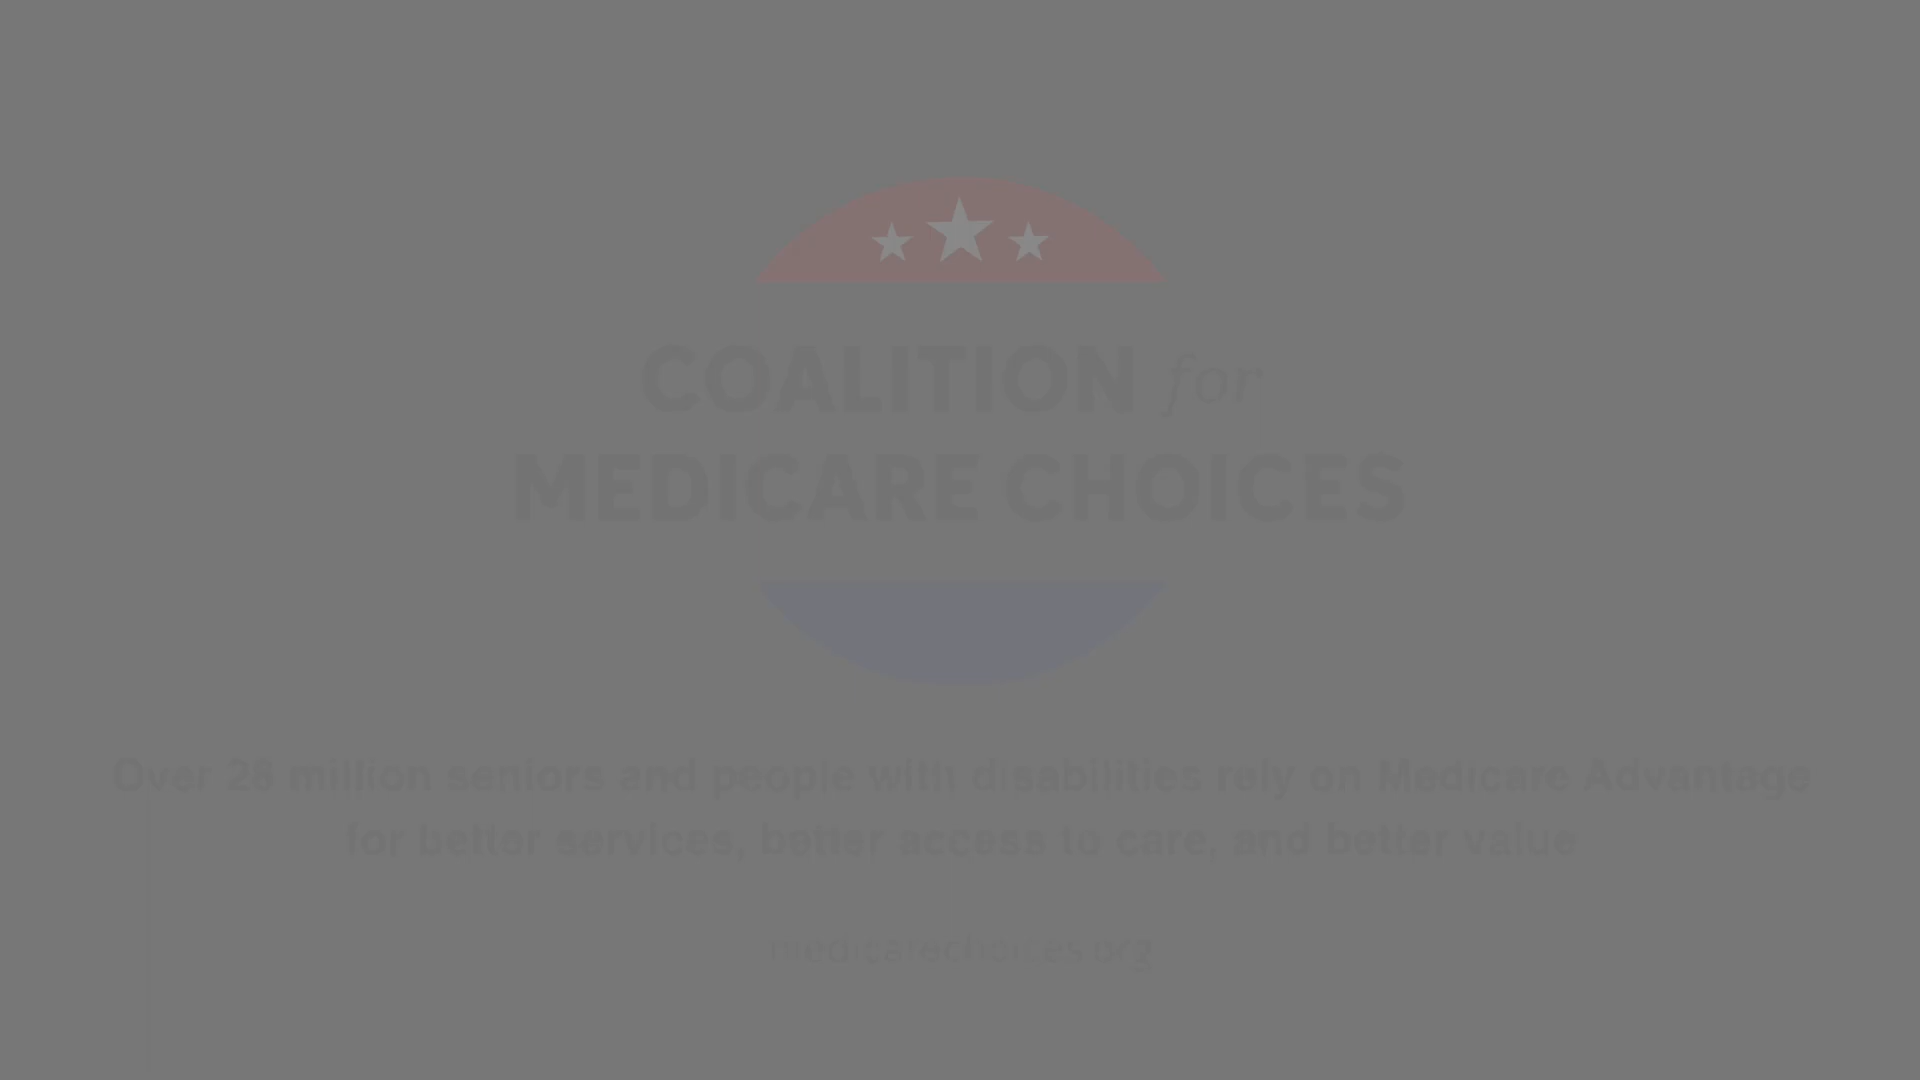 COALITION for
MEDICARE CHOICES
Over 28 million seniors and people with disabilities rely on Medicare Advantage
for better services, better access to care, and better value
medicarechoices.org